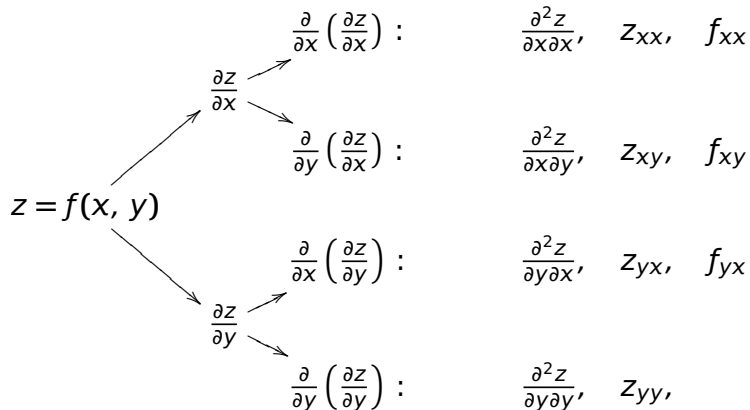 ∂/∂x (∂z/∂x) : ∂²z/∂x∂x, z_xx, f_xx
∂z/∂x
∂/∂y (∂z/∂x) : ∂²z/∂x∂y, z_xy, f_xy
z = f(x, y)
∂/∂x (∂z/∂y) : ∂²z/∂y∂x, z_yx, f_yx
∂z/∂y
∂/∂y (∂z/∂y) : ∂²z/∂y∂y, z_yy,